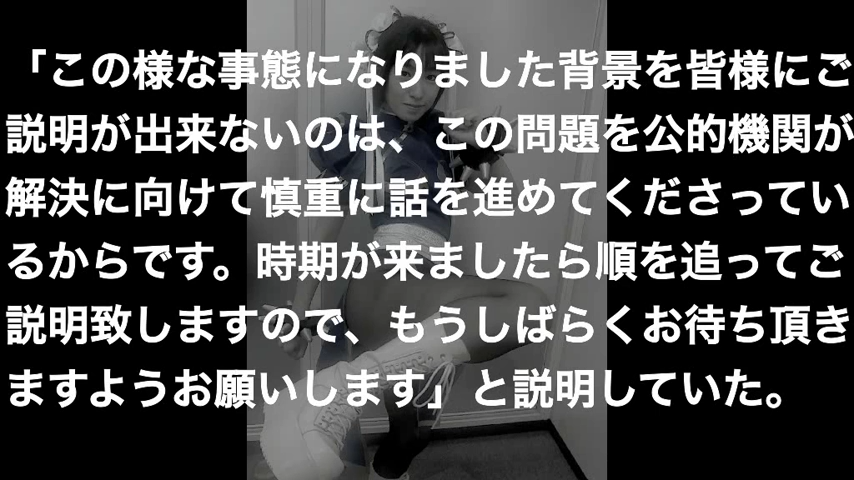 「この様な事態になりました背景を皆様にご
説明が出来ないのは、この問題を公的機関が
解決に向けて慎重に話を進めてくださってい
るからです。時期が来ましたら順を追ってご
説明致しますので、もうしばらくお待ち頂き
ますようお願いします」と説明していた。